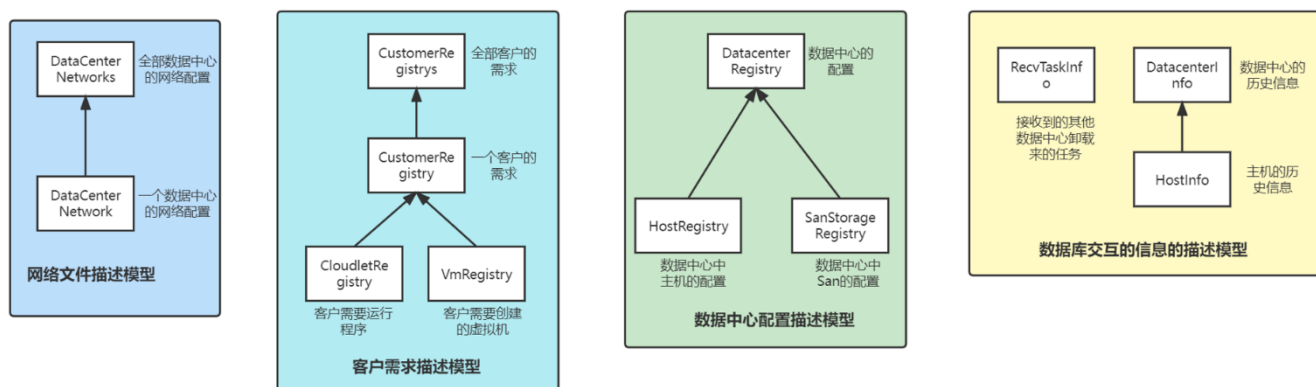 DataCenter
Networks
全部数据中心
的网络配置
DataCenter
Network
一个数据中心
的网络配置
网络文件描述模型
CustomerRe
gistrys
全部客户的
需求
CustomerRe
gistry
一个客户的
需求
CloudletRe
gistry
VmRegistry
客户需要运行
程序
客户需要创建
的虚拟机
客户需求描述模型
Datacenter
Registry
数据中心的
配置
HostRegistry
SanStorage
Registry
数据中心中
主机的配置
数据中心中
San的配置
数据中心配置描述模型
RecvTaskInf
o
接收到的其他
数据中心卸载
来的任务
DatacenterI
nfo
数据中心的
历史信息
HostInfo
主机的历
史信息
数据库交互的信息的描述模型